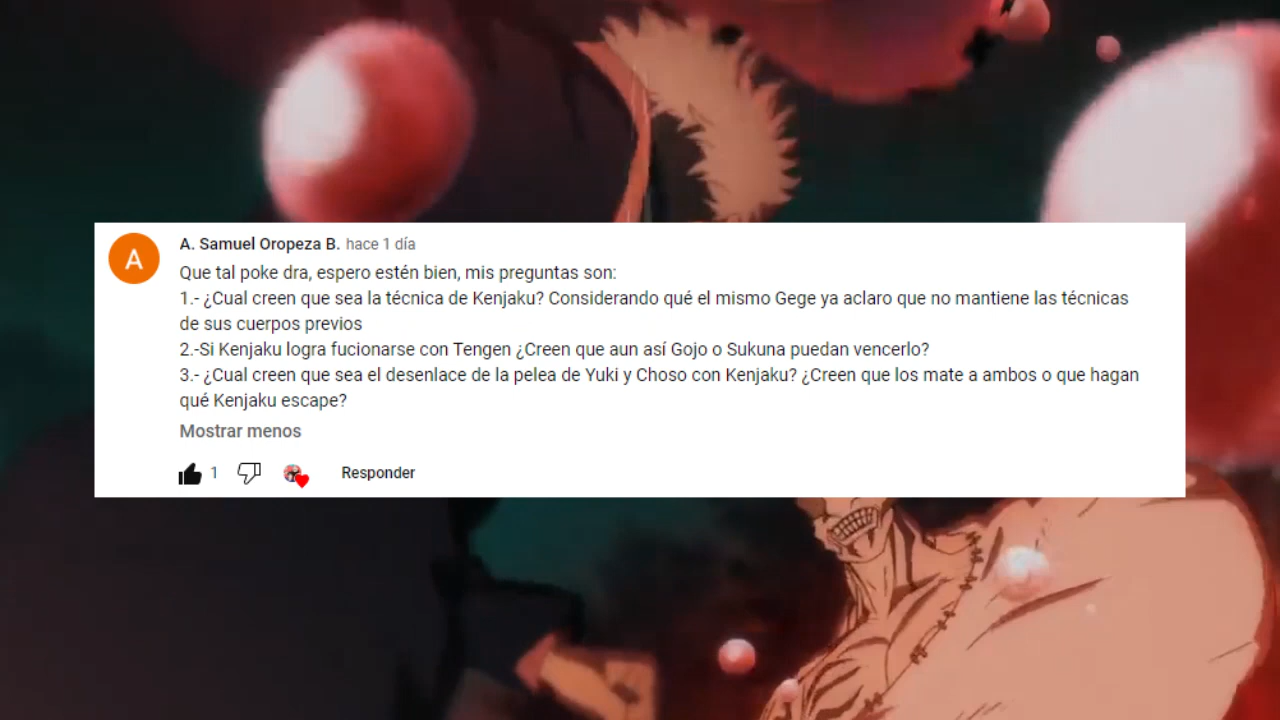 A
A. Samuel Oropeza B. hace 1 día
Que tal poke dra, espero estén bien, mis preguntas son:
1.- ¿Cual creen que sea la técnica de Kenjaku? Considerando qué el mismo Gege ya aclaro que no mantiene las técnicas
de sus cuerpos previos
2.-Si Kenjaku logra fucionarse con Tengen ¿Creen que aun así Gojo o Sukuna puedan vencerlo?
3.- ¿Cual creen que sea el desenlace de la pelea de Yuki y Choso con Kenjaku? ¿Creen que los mate a ambos o que hagan
qué Kenjaku escape?
Mostrar menos
1 Responder